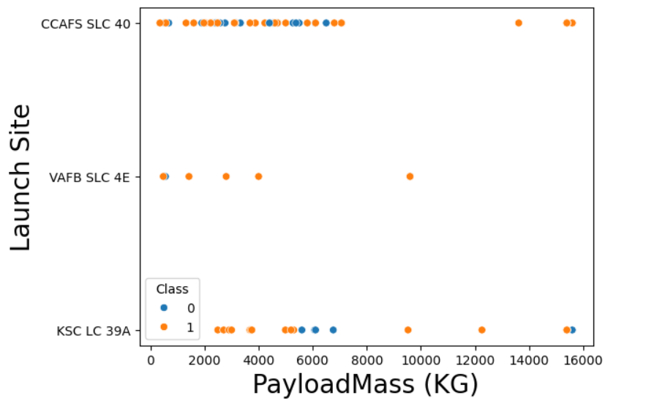 CCAFS SLC 40
VAFB SLC 4E
KSC LC 39A
Launch Site
Class
0
1
0 2000 4000 6000 8000 10000 12000 14000 16000
PayloadMass (KG)